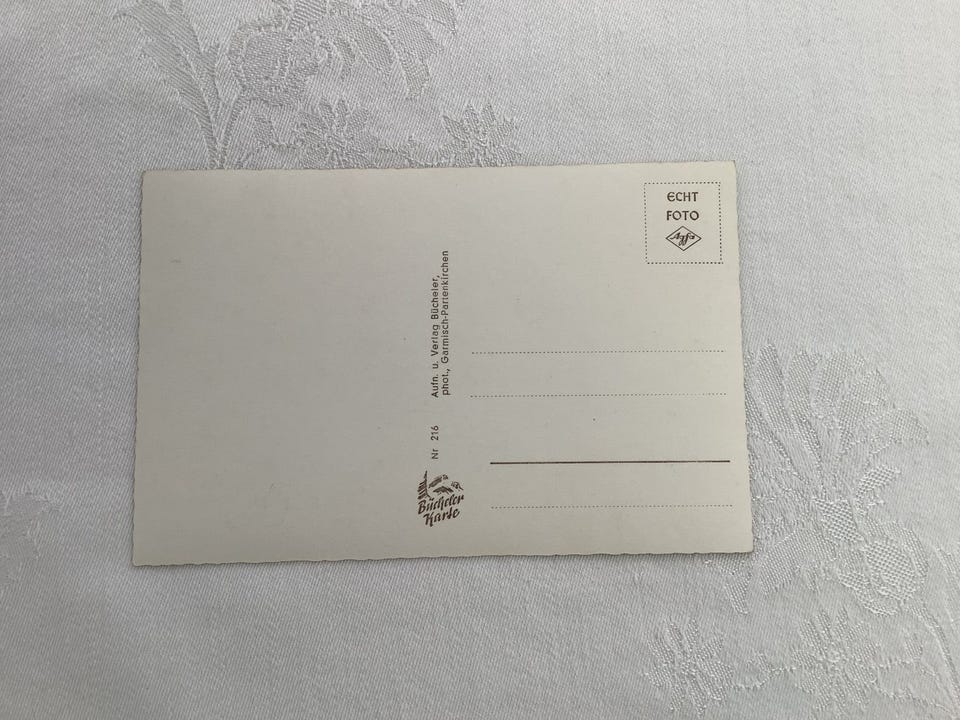 ECHT
FOTO
Agfa
Aufn. u. Verlag Bücheler,
phot., Garmisch-Partenkirchen
Nr 216
Bücheler
Karte